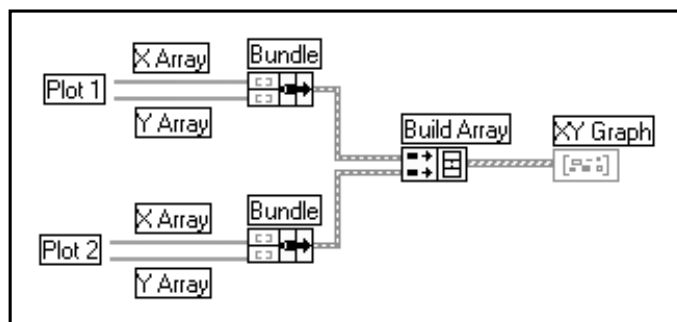 X Array
Bundle
Plot 1
Y Array
Build Array
XY Graph
X Array
Bundle
Plot 2
Y Array